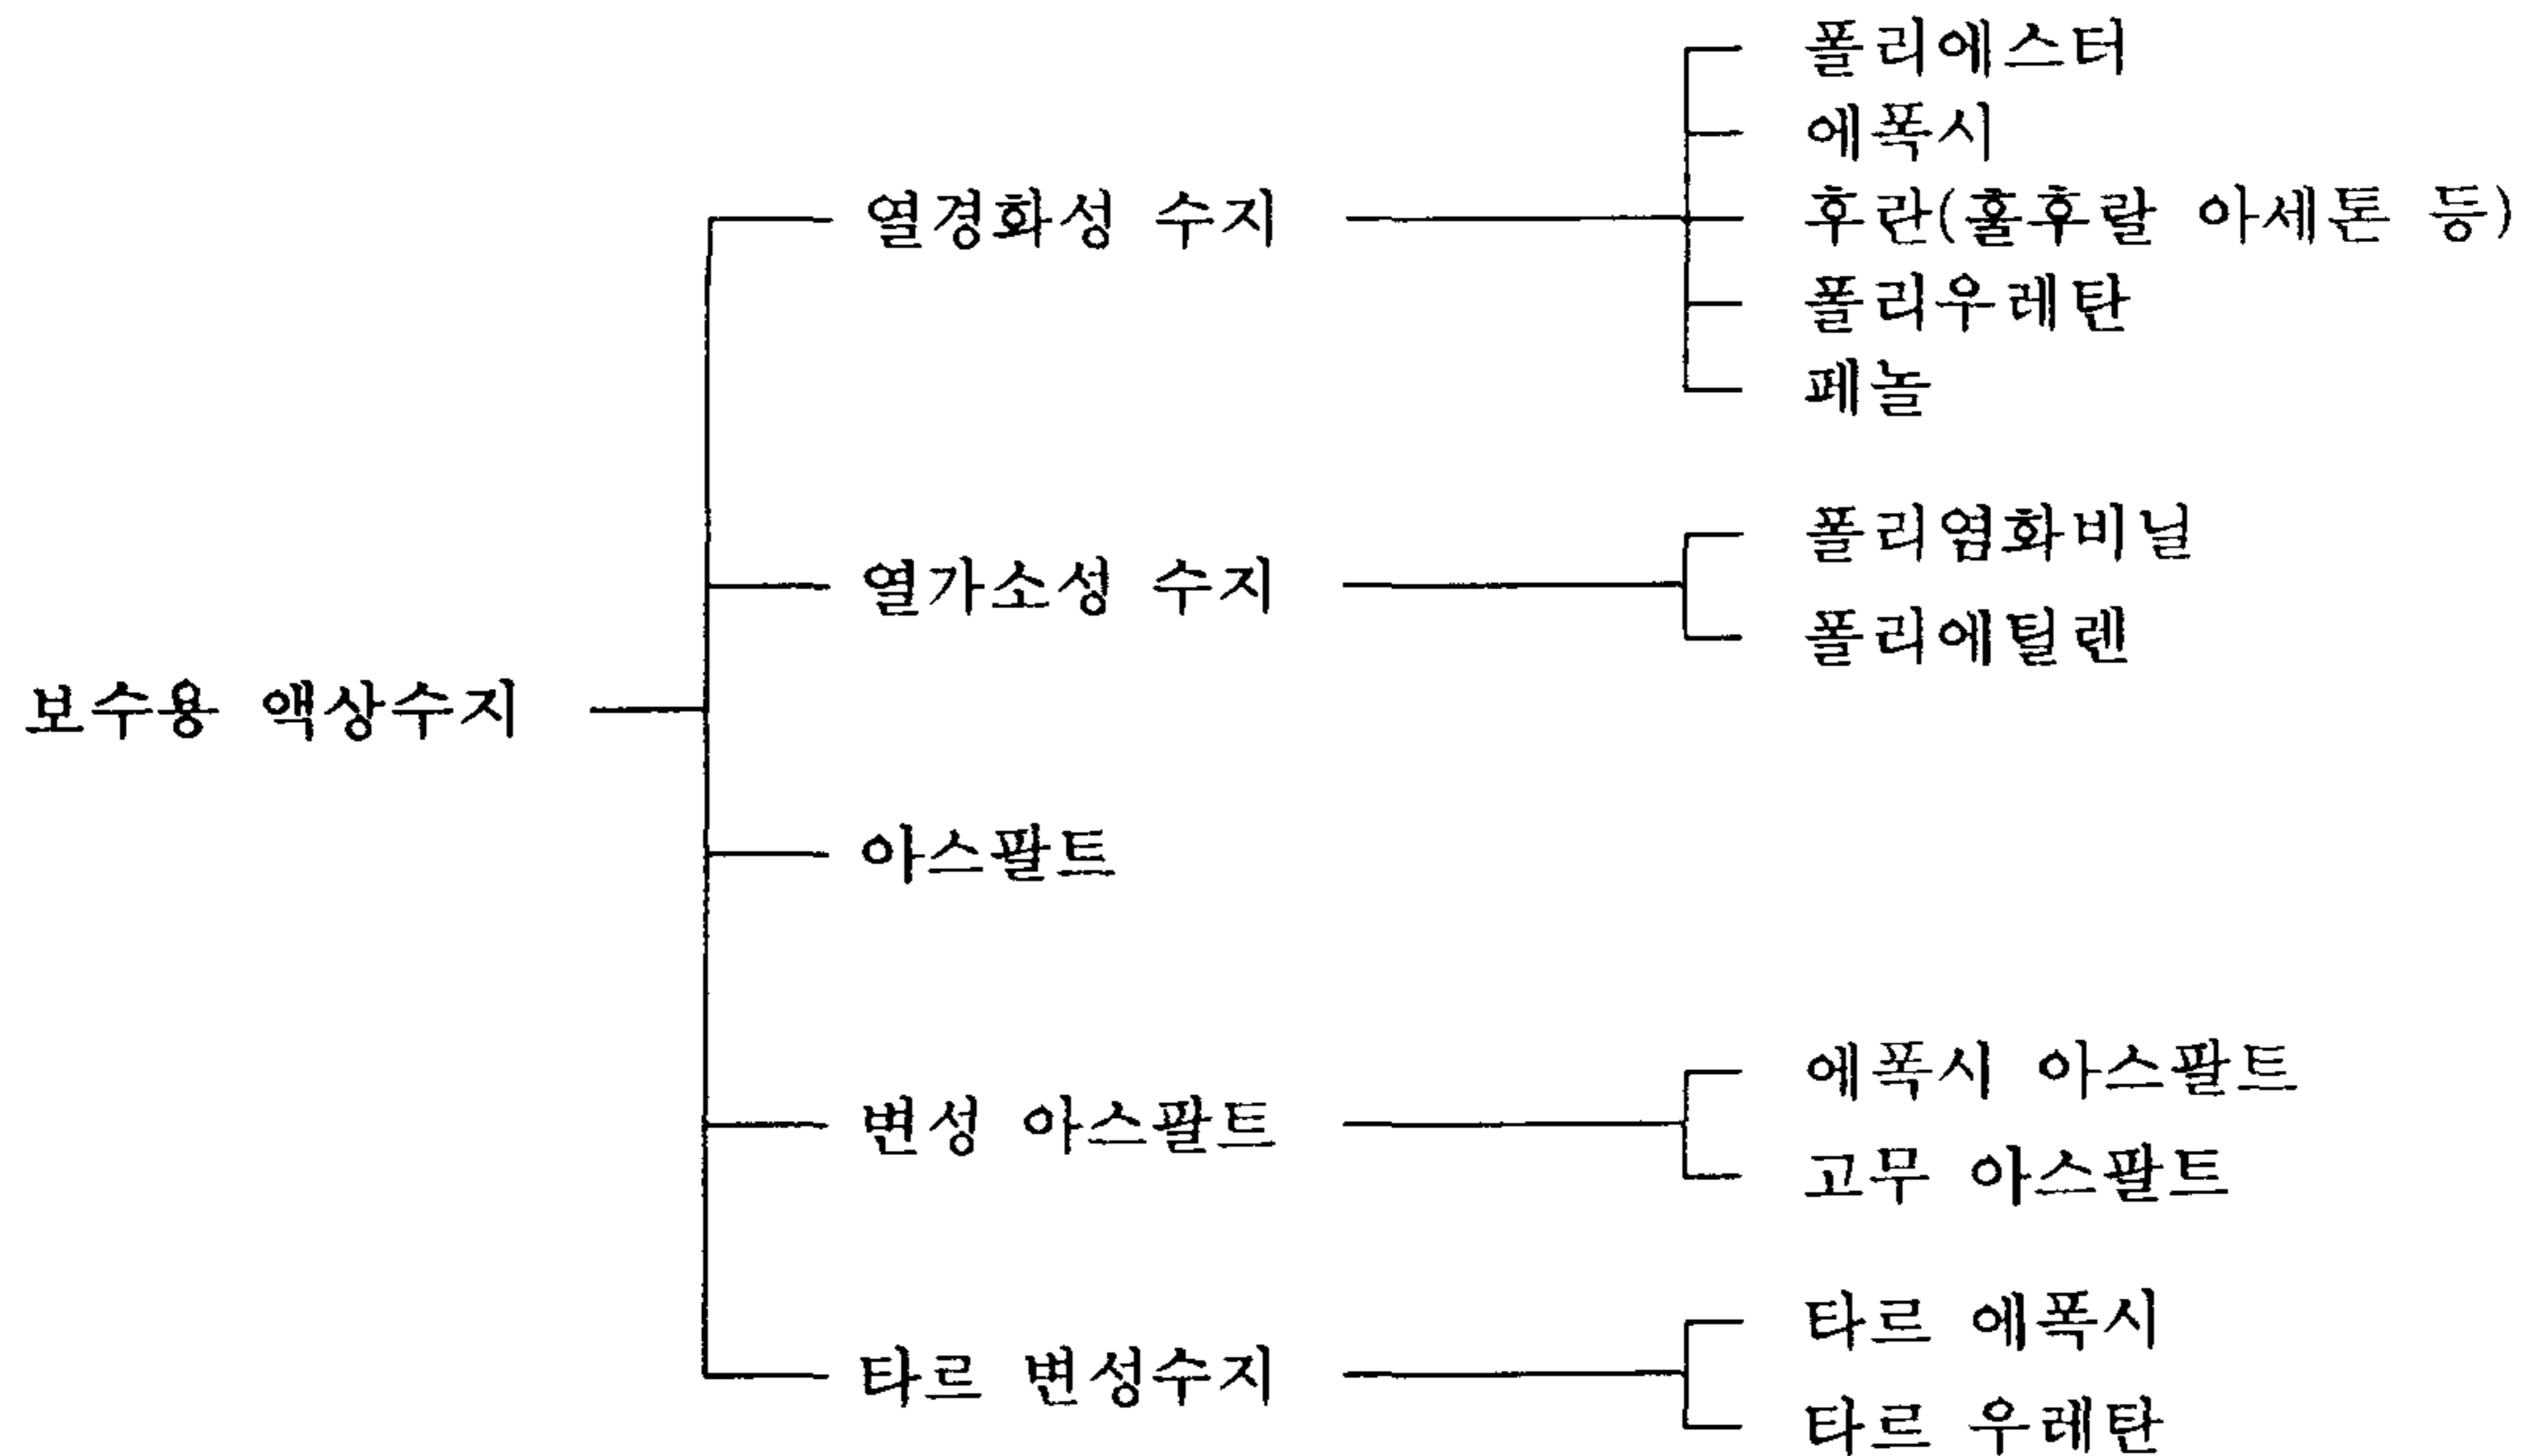 보수용 액상수지
열경화성 수지
폴리에스터
에폭시
후란(훌후랄 아세톤 등)
폴리우레탄
페놀
열가소성 수지
폴리염화비닐
폴리에틸렌
아스팔트
변성 아스팔트
에폭시 아스팔트
고무 아스팔트
타르 변성수지
타르 에폭시
타르 우레탄